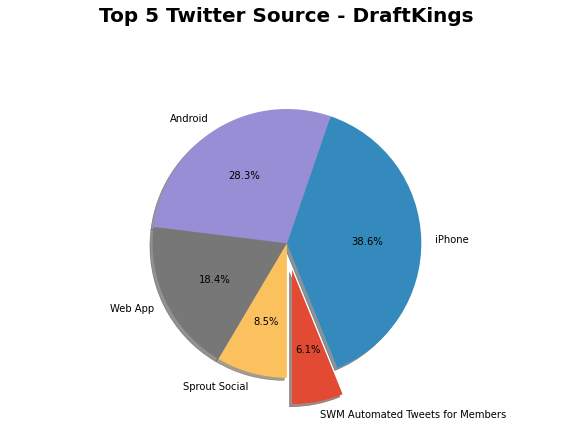 Top 5 Twitter Source - DraftKings
Android
28.3%
38.6%
iPhone
18.4%
Web App
8.5%
6.1%
Sprout Social
SWM Automated Tweets for Members